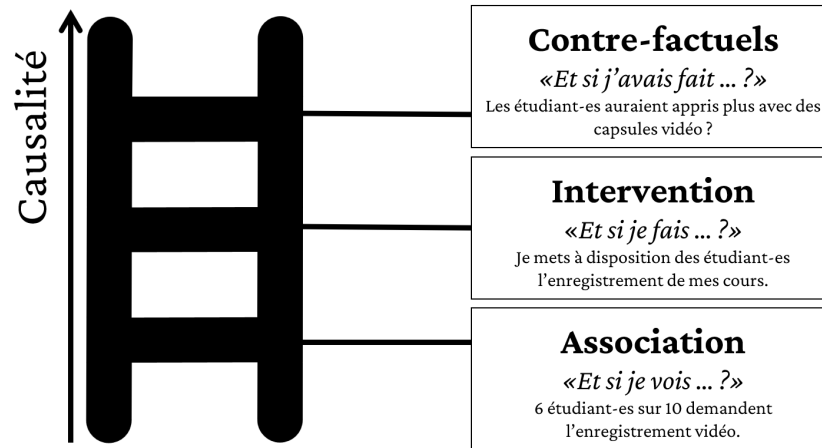 Causalité
Contre-factuels
«Et si j’avais fait ... ?»
Les étudiant-es auraient appris plus avec des
capsules vidéo ?
Intervention
«Et si je fais ... ?»
Je mets à disposition des étudiant-es
l’enregistrement de mes cours.
Association
«Et si je vois ... ?»
6 étudiant-es sur 10 demandent
l’enregistrement vidéo.